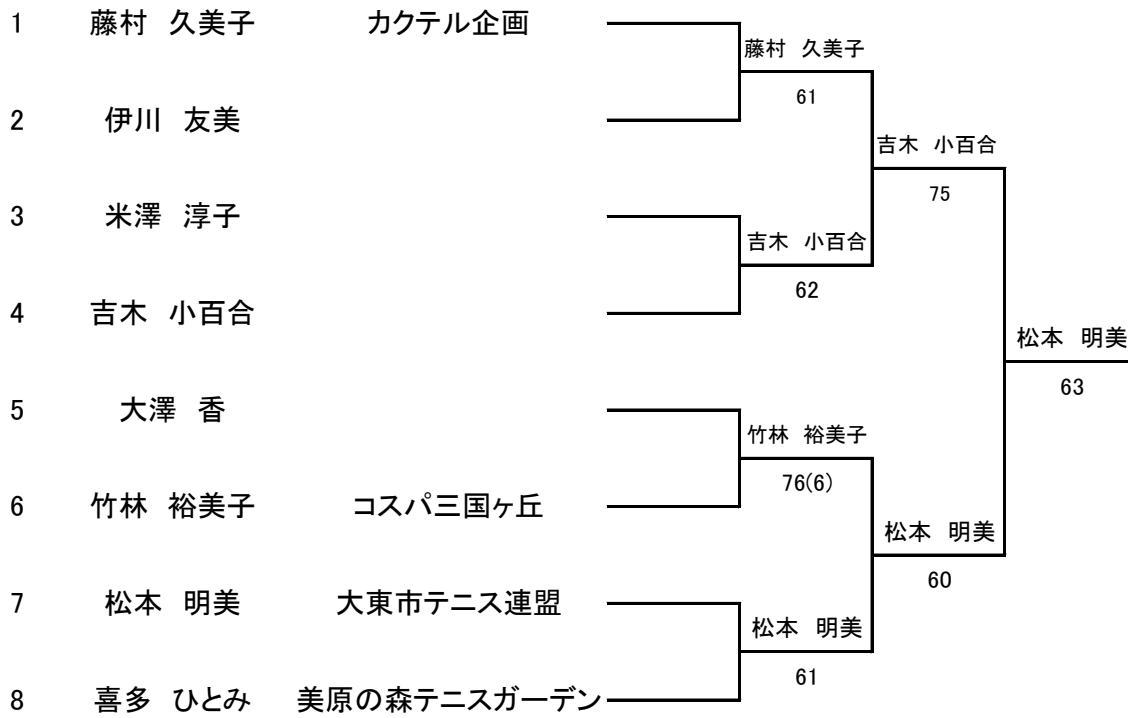 1 藤村 久美子 カクテル企画
藤村 久美子
61
2 伊川 友美
吉木 小百合
75
3 米澤 淳子
吉木 小百合
62
4 吉木 小百合
松本 明美
63
5 大澤 香
竹林 裕美子
76(6)
6 竹林 裕美子 コスパ三国ヶ丘
松本 明美
60
7 松本 明美 大東市テニス連盟
松本 明美
61
8 喜多 ひとみ 美原の森テニスガーデン